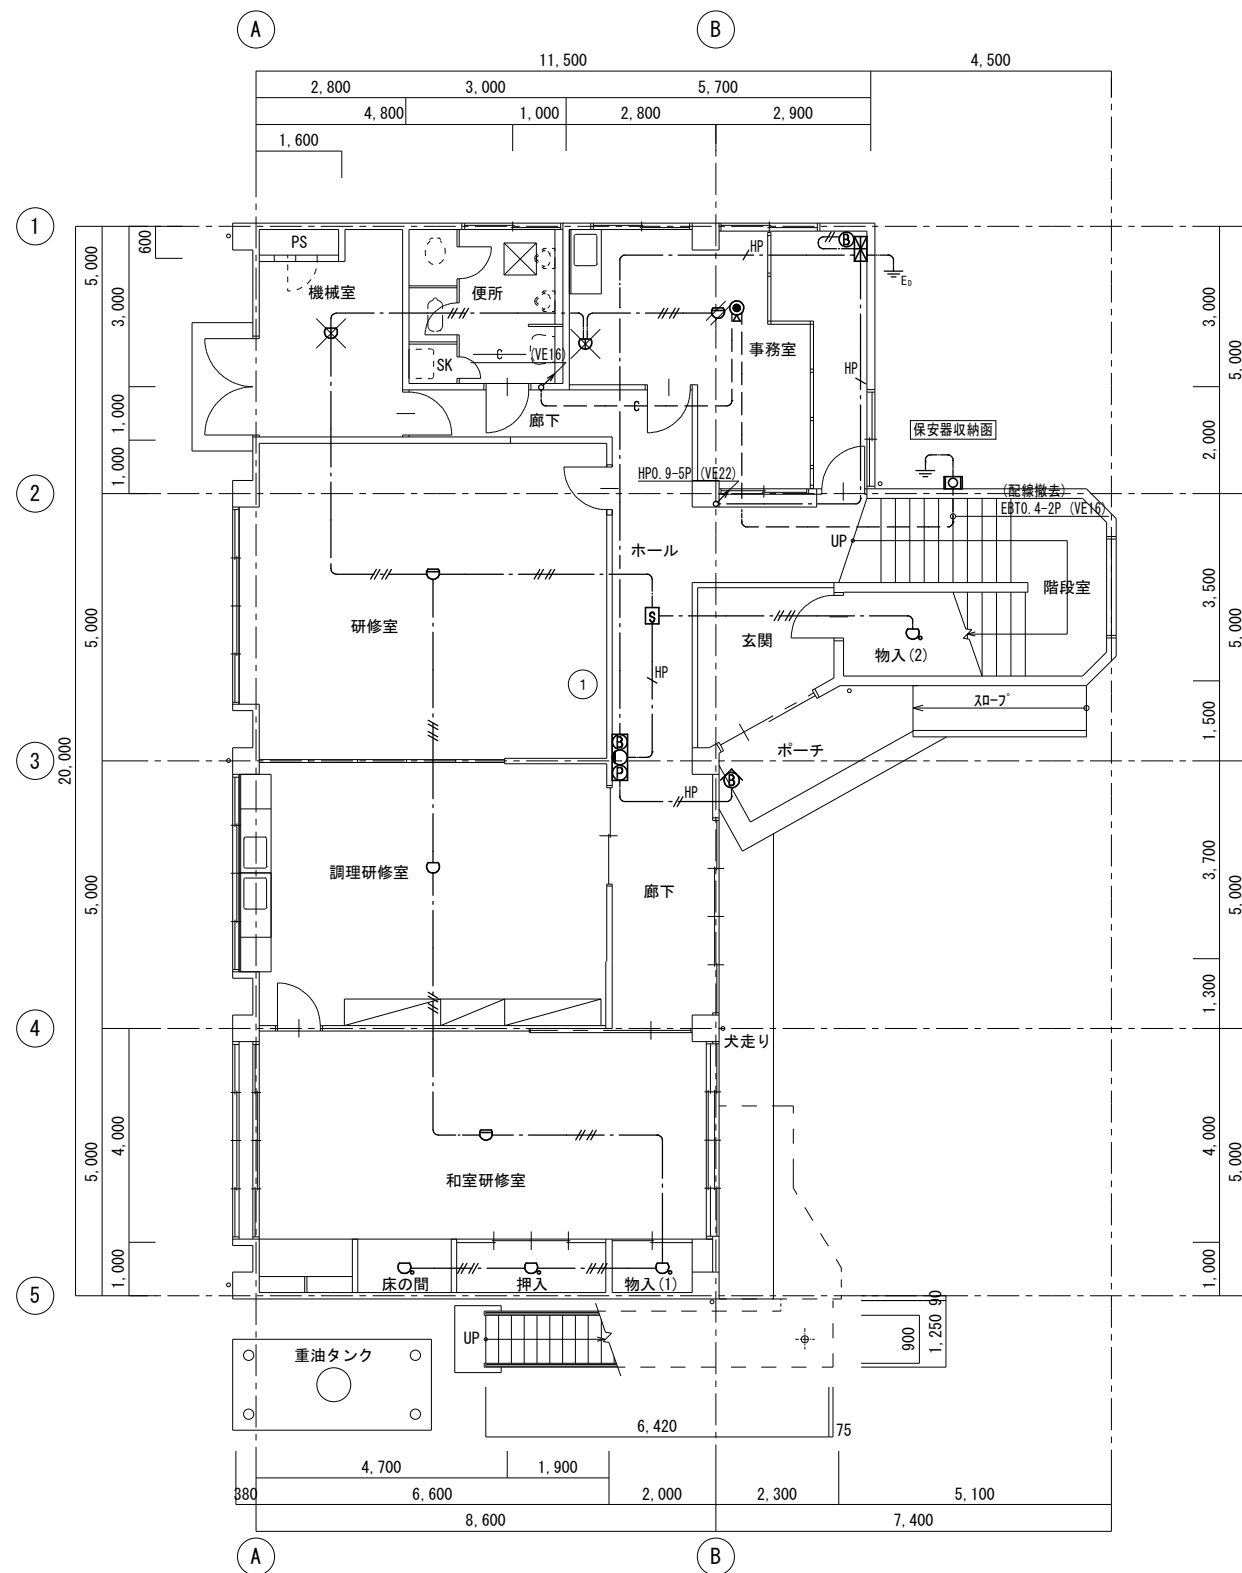 A
B
11,500
4,500
2,800
3,000
5,700
4,800
1,000
2,800
2,900
1,600
1
PS
B
HP
E_D
600
5,000
機械室
便所
3,000
3,000
事務室
5,000
SK
C
(VE16)
HP
1,000
廊下
C
保安器収納函
2,000
1,000
HP0.9-5P (VE22)
2
(配線撤去)
EBT0.4-2P (VE16)
UP
ホール
階段室
3,500
研修室
S
玄関
物入(2)
5,000
5,000
HP
1
スロープ
1,500
B
P
ポーチ
3
20,000
B
HP
調理研修室
廊下
3,700
5,000
5,000
1,300
4
犬走り
4,000
4,000
5,000
和室研修室
5,000
1,000
床の間
押入
物入(1)
1,000
5
UP
900
1,250
90
重油タンク
6,420
75
4,700
1,900
380
6,600
2,000
2,300
5,100
8,600
7,400
A
B